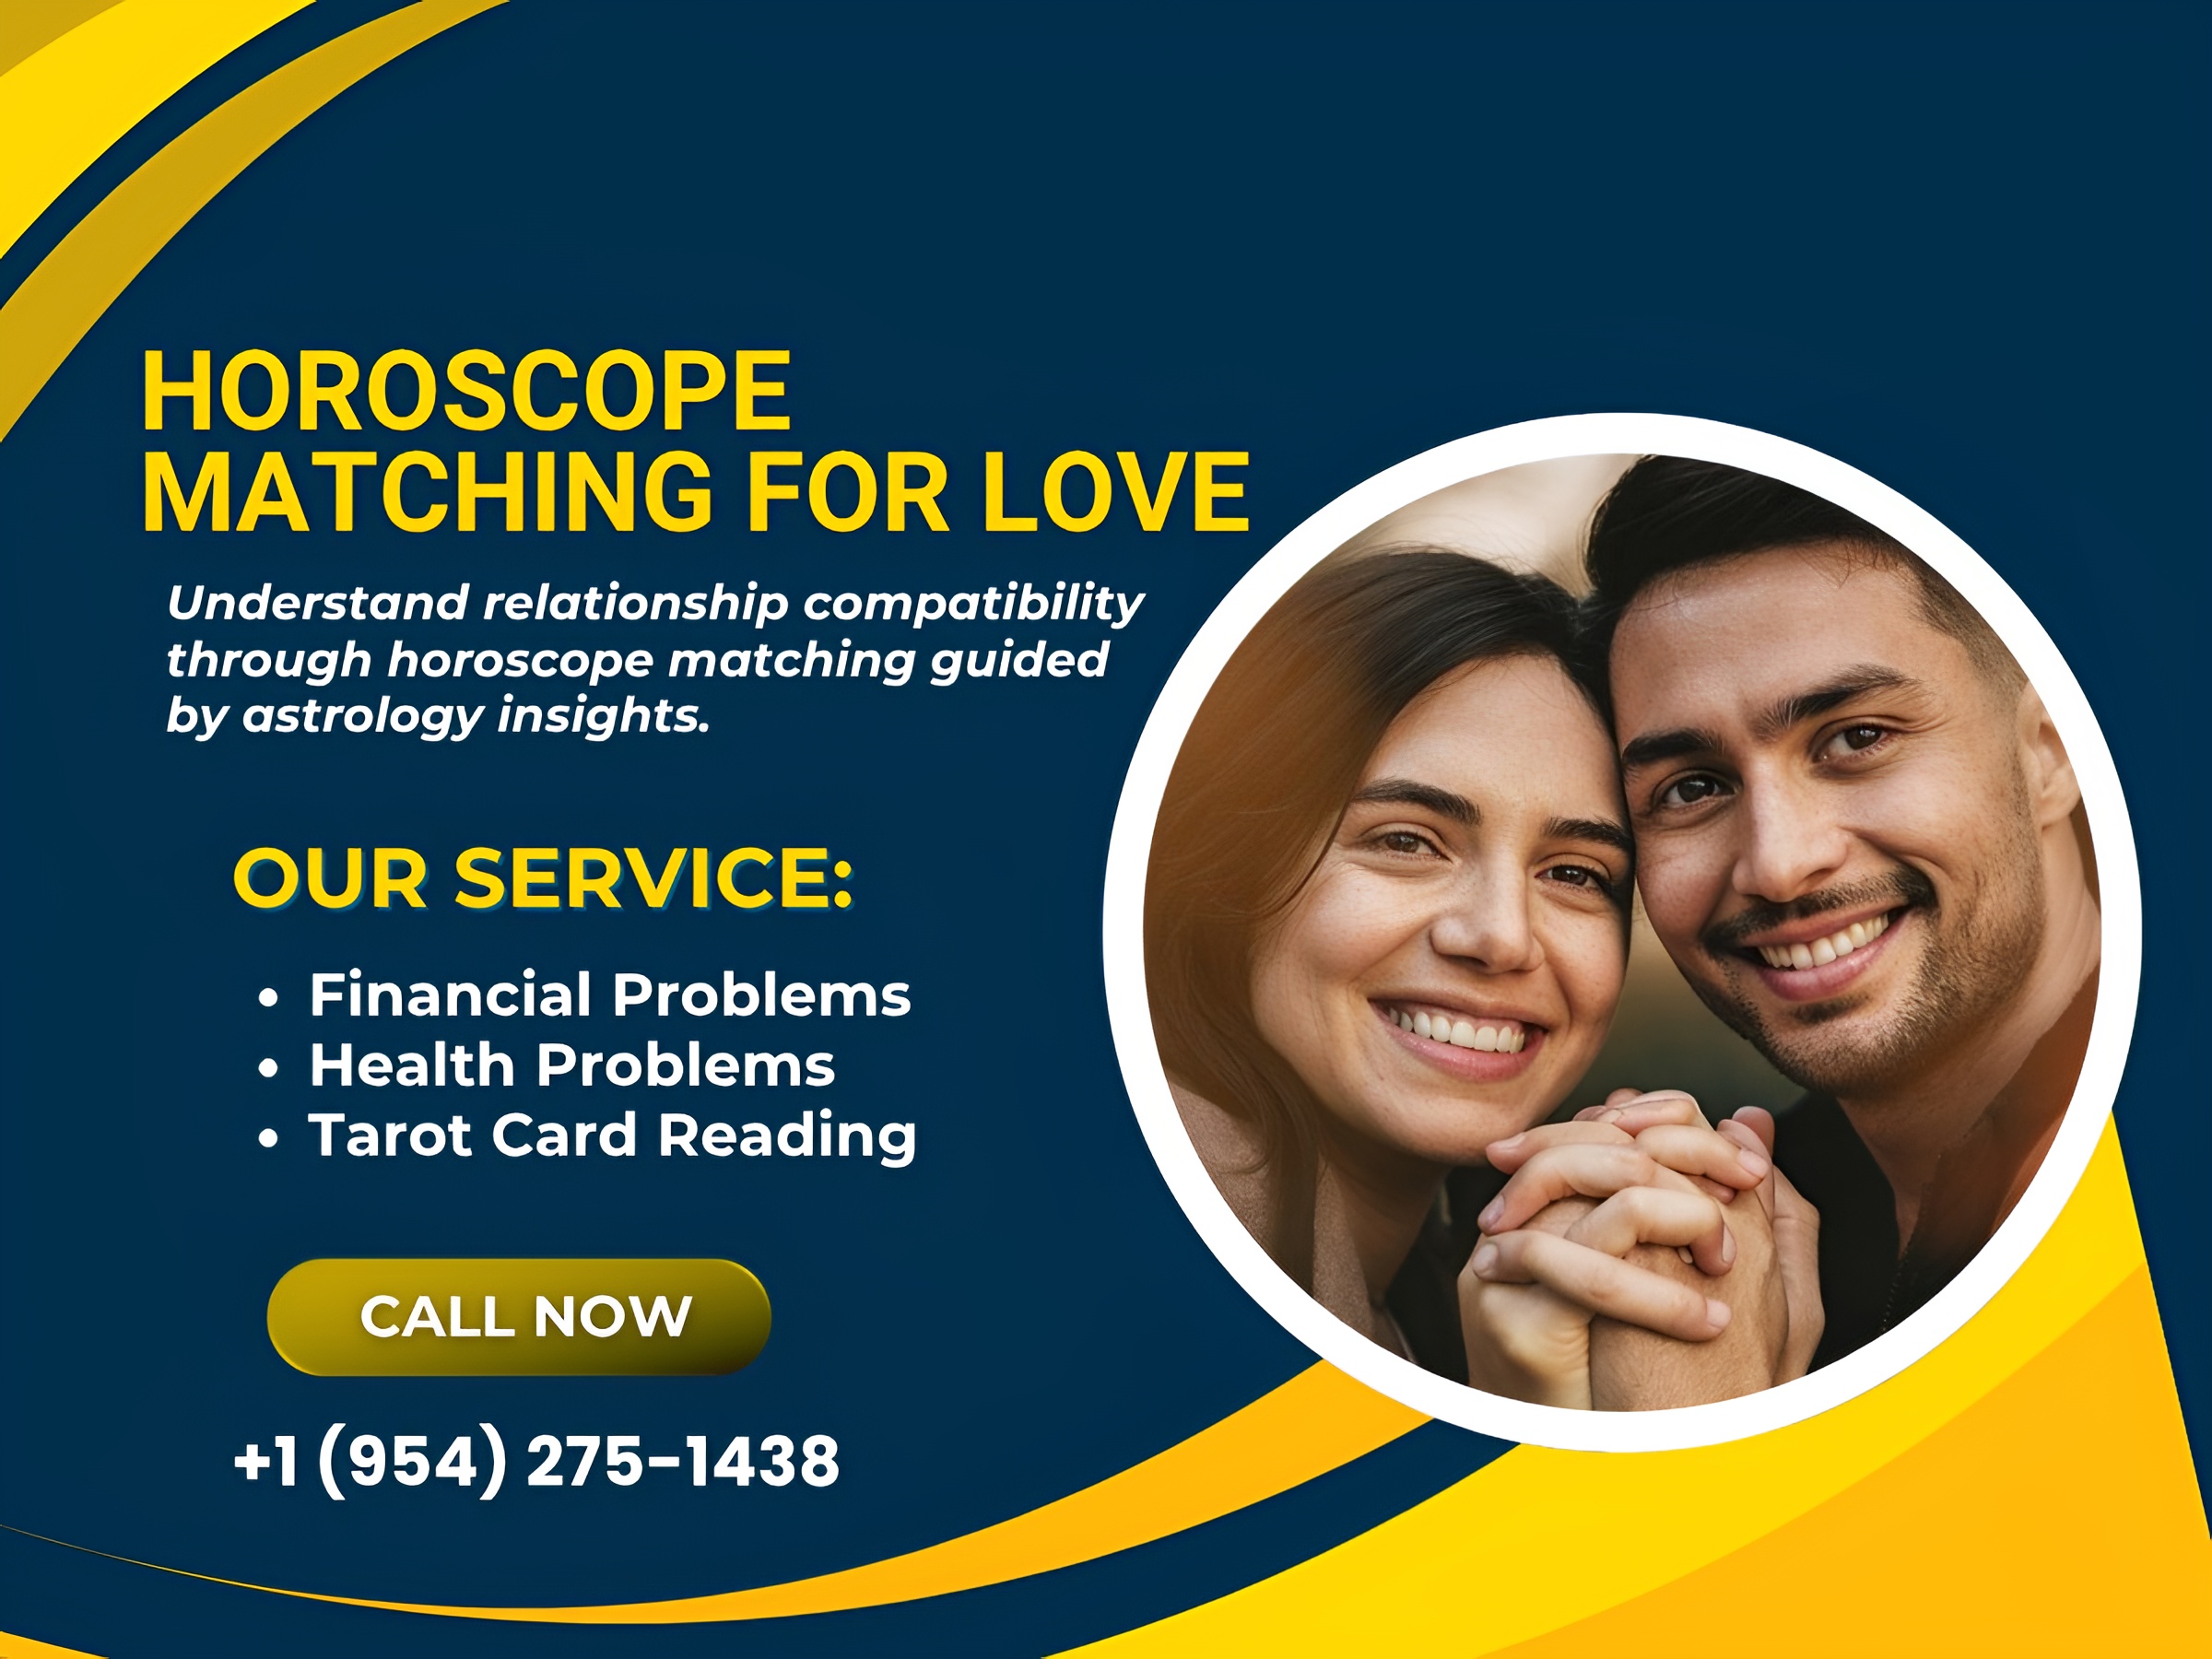 HOROSCOPE
MATCHING FOR LOVE
Understand relationship compatibility
through horoscope matching guided
by astrology insights.
OUR SERVICE:
• Financial Problems
• Health Problems
• Tarot Card Reading
CALL NOW
+1 (954) 275-1438